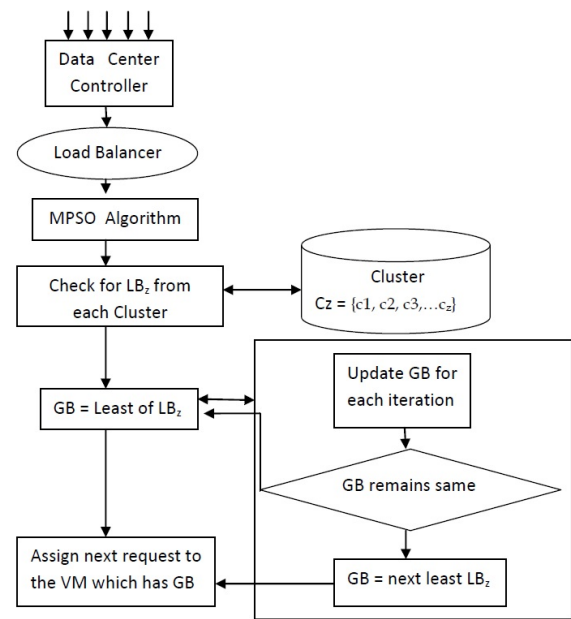 Data Center
Controller
Load Balancer
MPSO Algorithm
Check for LBz from
each Cluster
Cluster
Cz = {c1, c2, c3,...cz}
GB = Least of LBz
Update GB for
each iteration
GB remains same
GB = next least LBz
Assign next request to
the VM which has GB